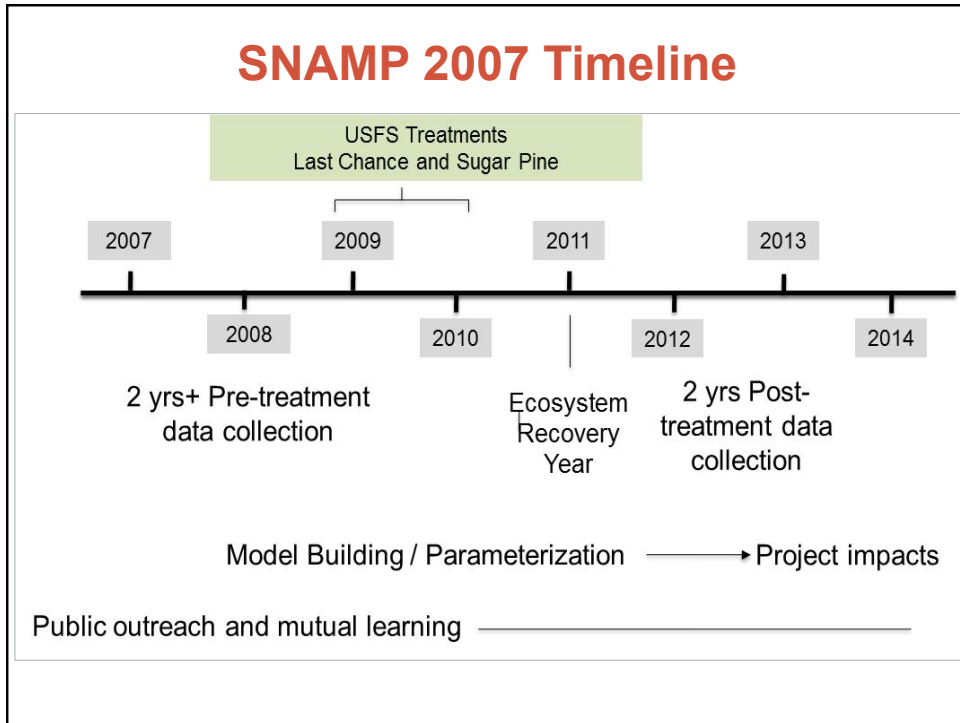 SNAMP 2007 Timeline
USFS Treatments
Last Chance and Sugar Pine
2007
2009
2011
2013
2008
2010
2012
2014
2 yrs+ Pre-treatment
data collection
Ecosystem
Recovery
Year
2 yrs Post-
treatment data
collection
Model Building / Parameterization
Project impacts
Public outreach and mutual learning